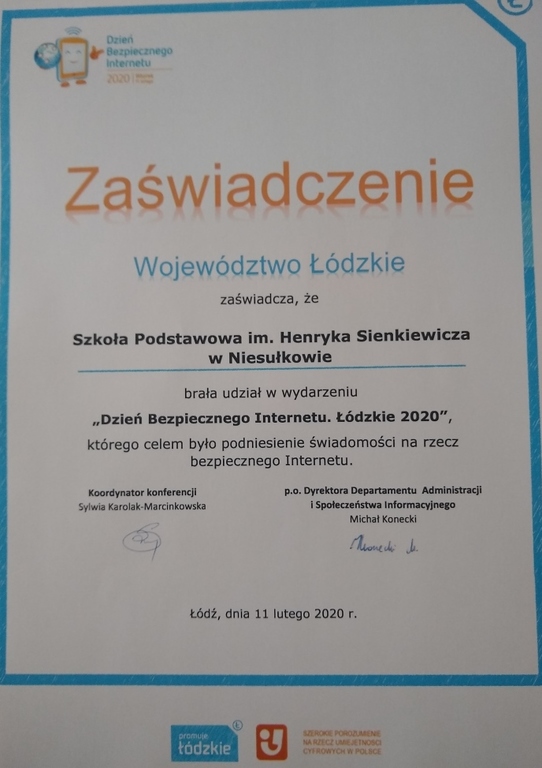 Dzień
Bezpiecznego
Internetu
2020
Zaświadczenie
Województwo Łódzkie
zaświadcza, że
Szkoła Podstawowa im. Henryka Sienkiewicza
w Niesułkowie
brała udział w wydarzeniu
„Dzień Bezpiecznego Internetu. Łódzkie 2020”,
którego celem było podniesienie świadomości na rzecz
bezpiecznego Internetu.
Koordynator konferencji
Sylwia Karolak-Marcinkowska
p.o. Dyrektora Departamentu Administracji
i Społeczeństwa Informacyjnego
Michał Konecki
Łódź, dnia 11 lutego 2020 r.
promuje
łódzkie
SZEROKIE POROZUMIENIE
NA RZECZ UMIEJĘTNOŚCI
CYFROWYCH W POLSCE